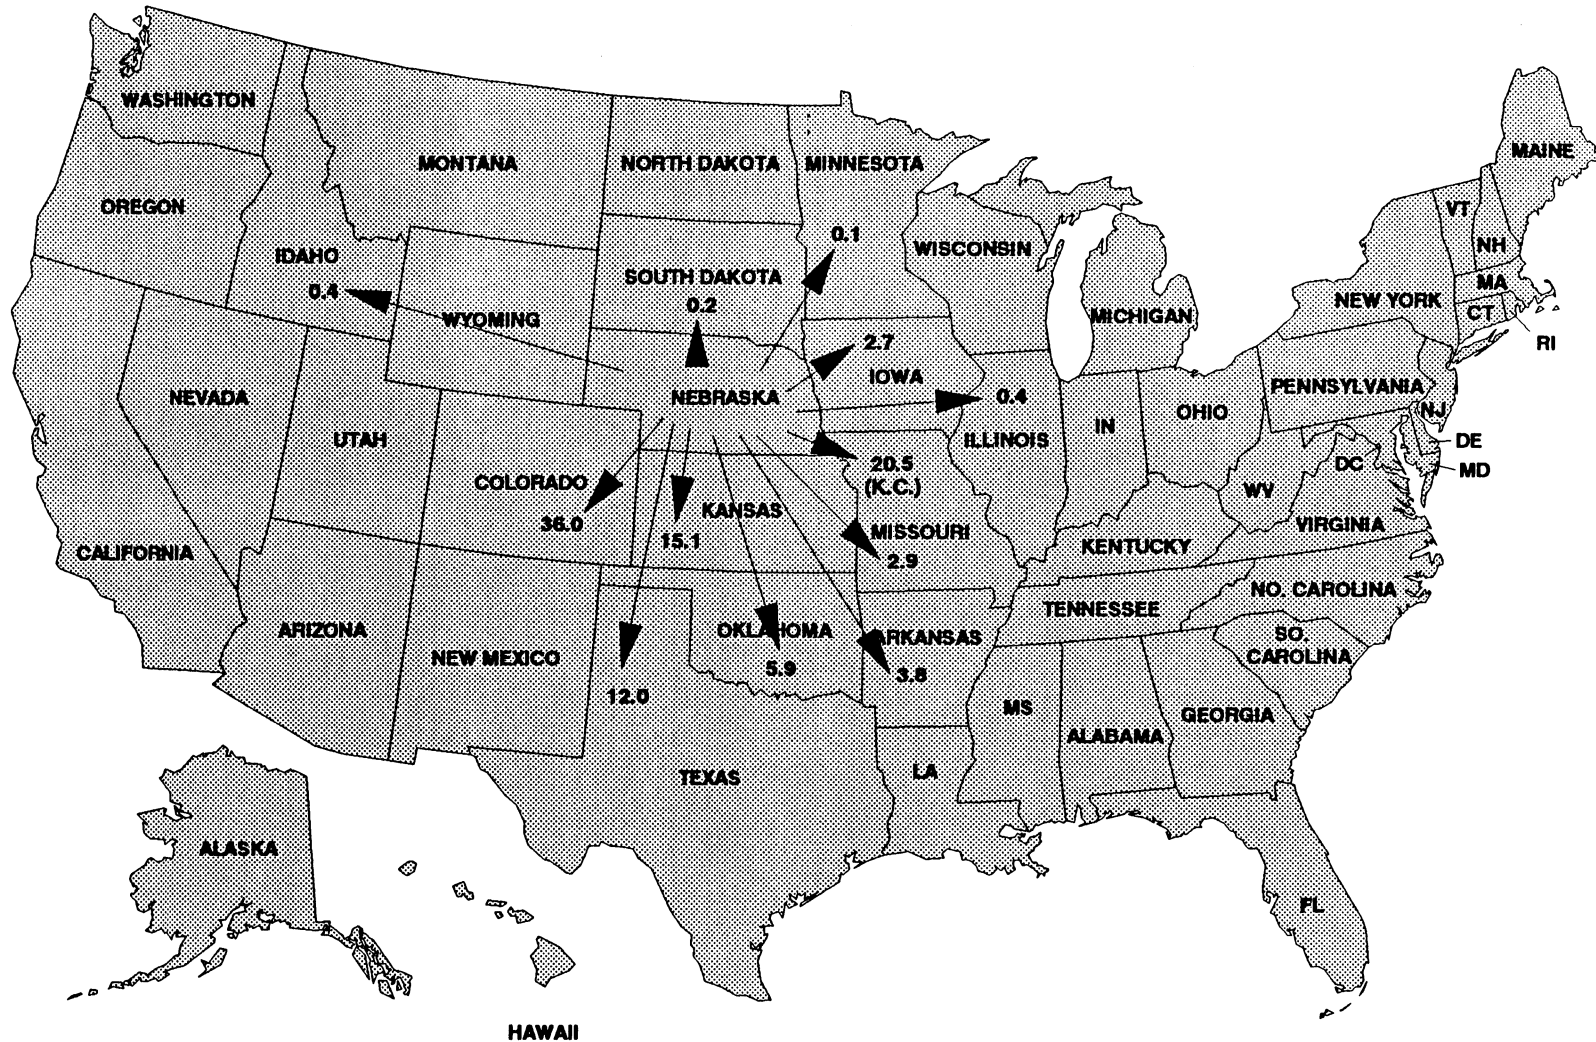 WASHINGTON
MONTANA
NORTH DAKOTA
MINNESOTA
MAINE
OREGON
VT
IDAHO
0.4
0.1
WISCONSIN
NH
SOUTH DAKOTA
0.2
MA
NEW YORK
WYOMING
MICHIGAN
CT
RI
2.7
IOWA
NEVADA
NEBRASKA
0.4
PENNSYLVANIA
NJ
UTAH
ILLINOIS
IN
OHIO
DE
DC
MD
COLORADO
36.0
20.5
(K.C.)
WV
KANSAS
15.1
MISSOURI
2.9
VIRGINIA
CALIFORNIA
KENTUCKY
NO. CAROLINA
TENNESSEE
ARIZONA
OKLAHOMA
5.9
ARKANSAS
3.8
SO.
CAROLINA
NEW MEXICO
12.0
MS
GEORGIA
ALABAMA
TEXAS
LA
ALASKA
FL
HAWAII